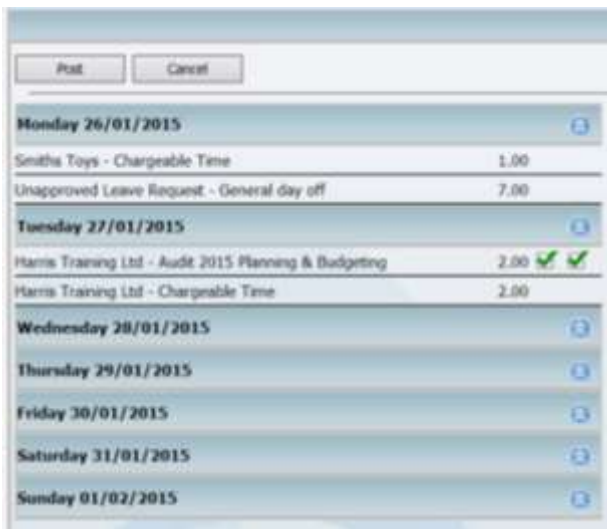 Post Cancel
Monday 26/01/2015
Smiths Toys - Chargeable Time 1.00
Unapproved Leave Request - General day off 7.00
Tuesday 27/01/2015
Harris Training Ltd - Audit 2015 Planning & Budgeting 2.00
Harris Training Ltd - Chargeable Time 2.00
Wednesday 28/01/2015
Thursday 29/01/2015
Friday 30/01/2015
Saturday 31/01/2015
Sunday 01/02/2015